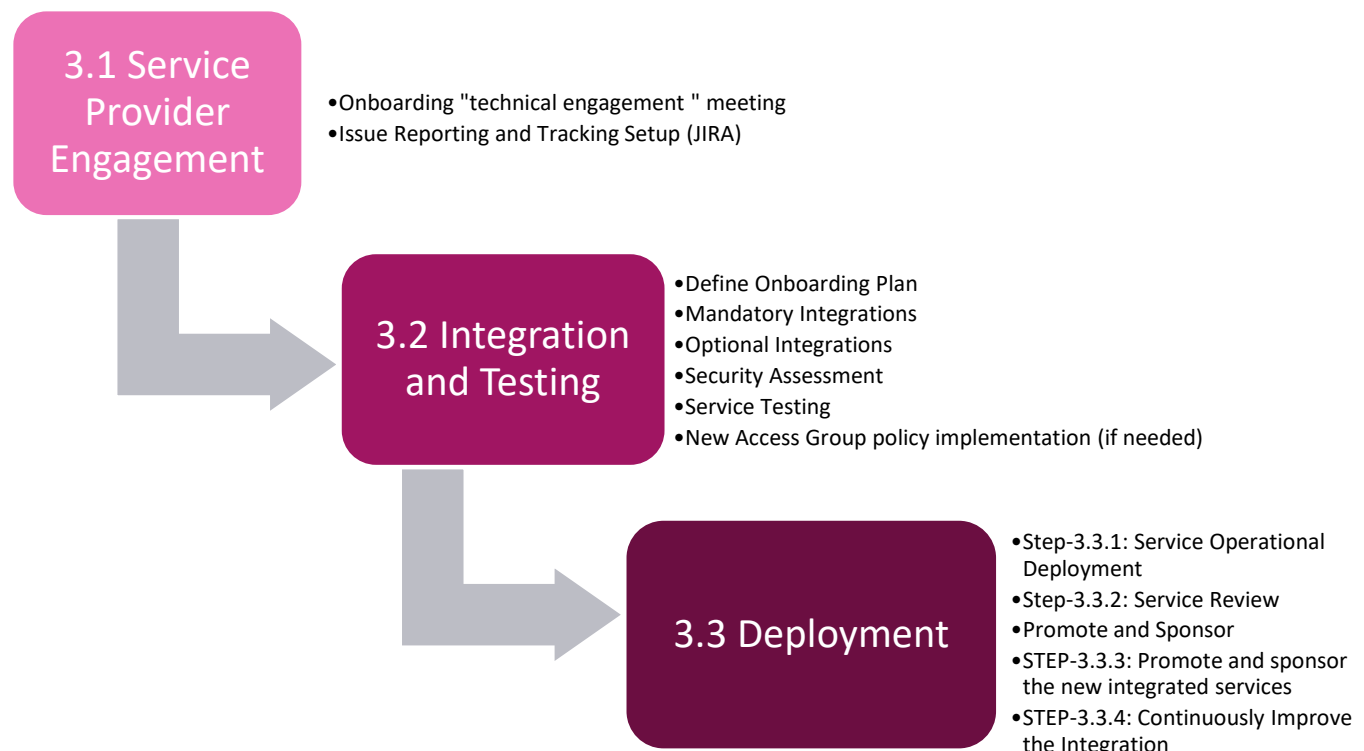 3.1 Service
Provider
Engagement
•Onboarding "technical engagement " meeting
•Issue Reporting and Tracking Setup (JIRA)
3.2 Integration
and Testing
•Define Onboarding Plan
•Mandatory Integrations
•Optional Integrations
•Security Assessment
•Service Testing
•New Access Group policy implementation (if needed)
3.3 Deployment
•Step-3.3.1: Service Operational
Deployment
•Step-3.3.2: Service Review
•Promote and Sponsor
•STEP-3.3.3: Promote and sponsor
the new integrated services
•STEP-3.3.4: Continuously Improve
the Integration